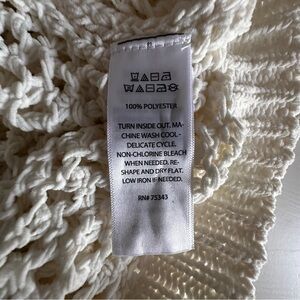 100% POLYESTER
TURN INSIDE OUT. MA-
CHINE WASH COOL-
DELICATE CYCLE.
NON-CHLORINE BLEACH
WHEN NEEDED. RE-
SHAPE AND DRY FLAT.
LOW IRON IF NEEDED.
RN# 75343